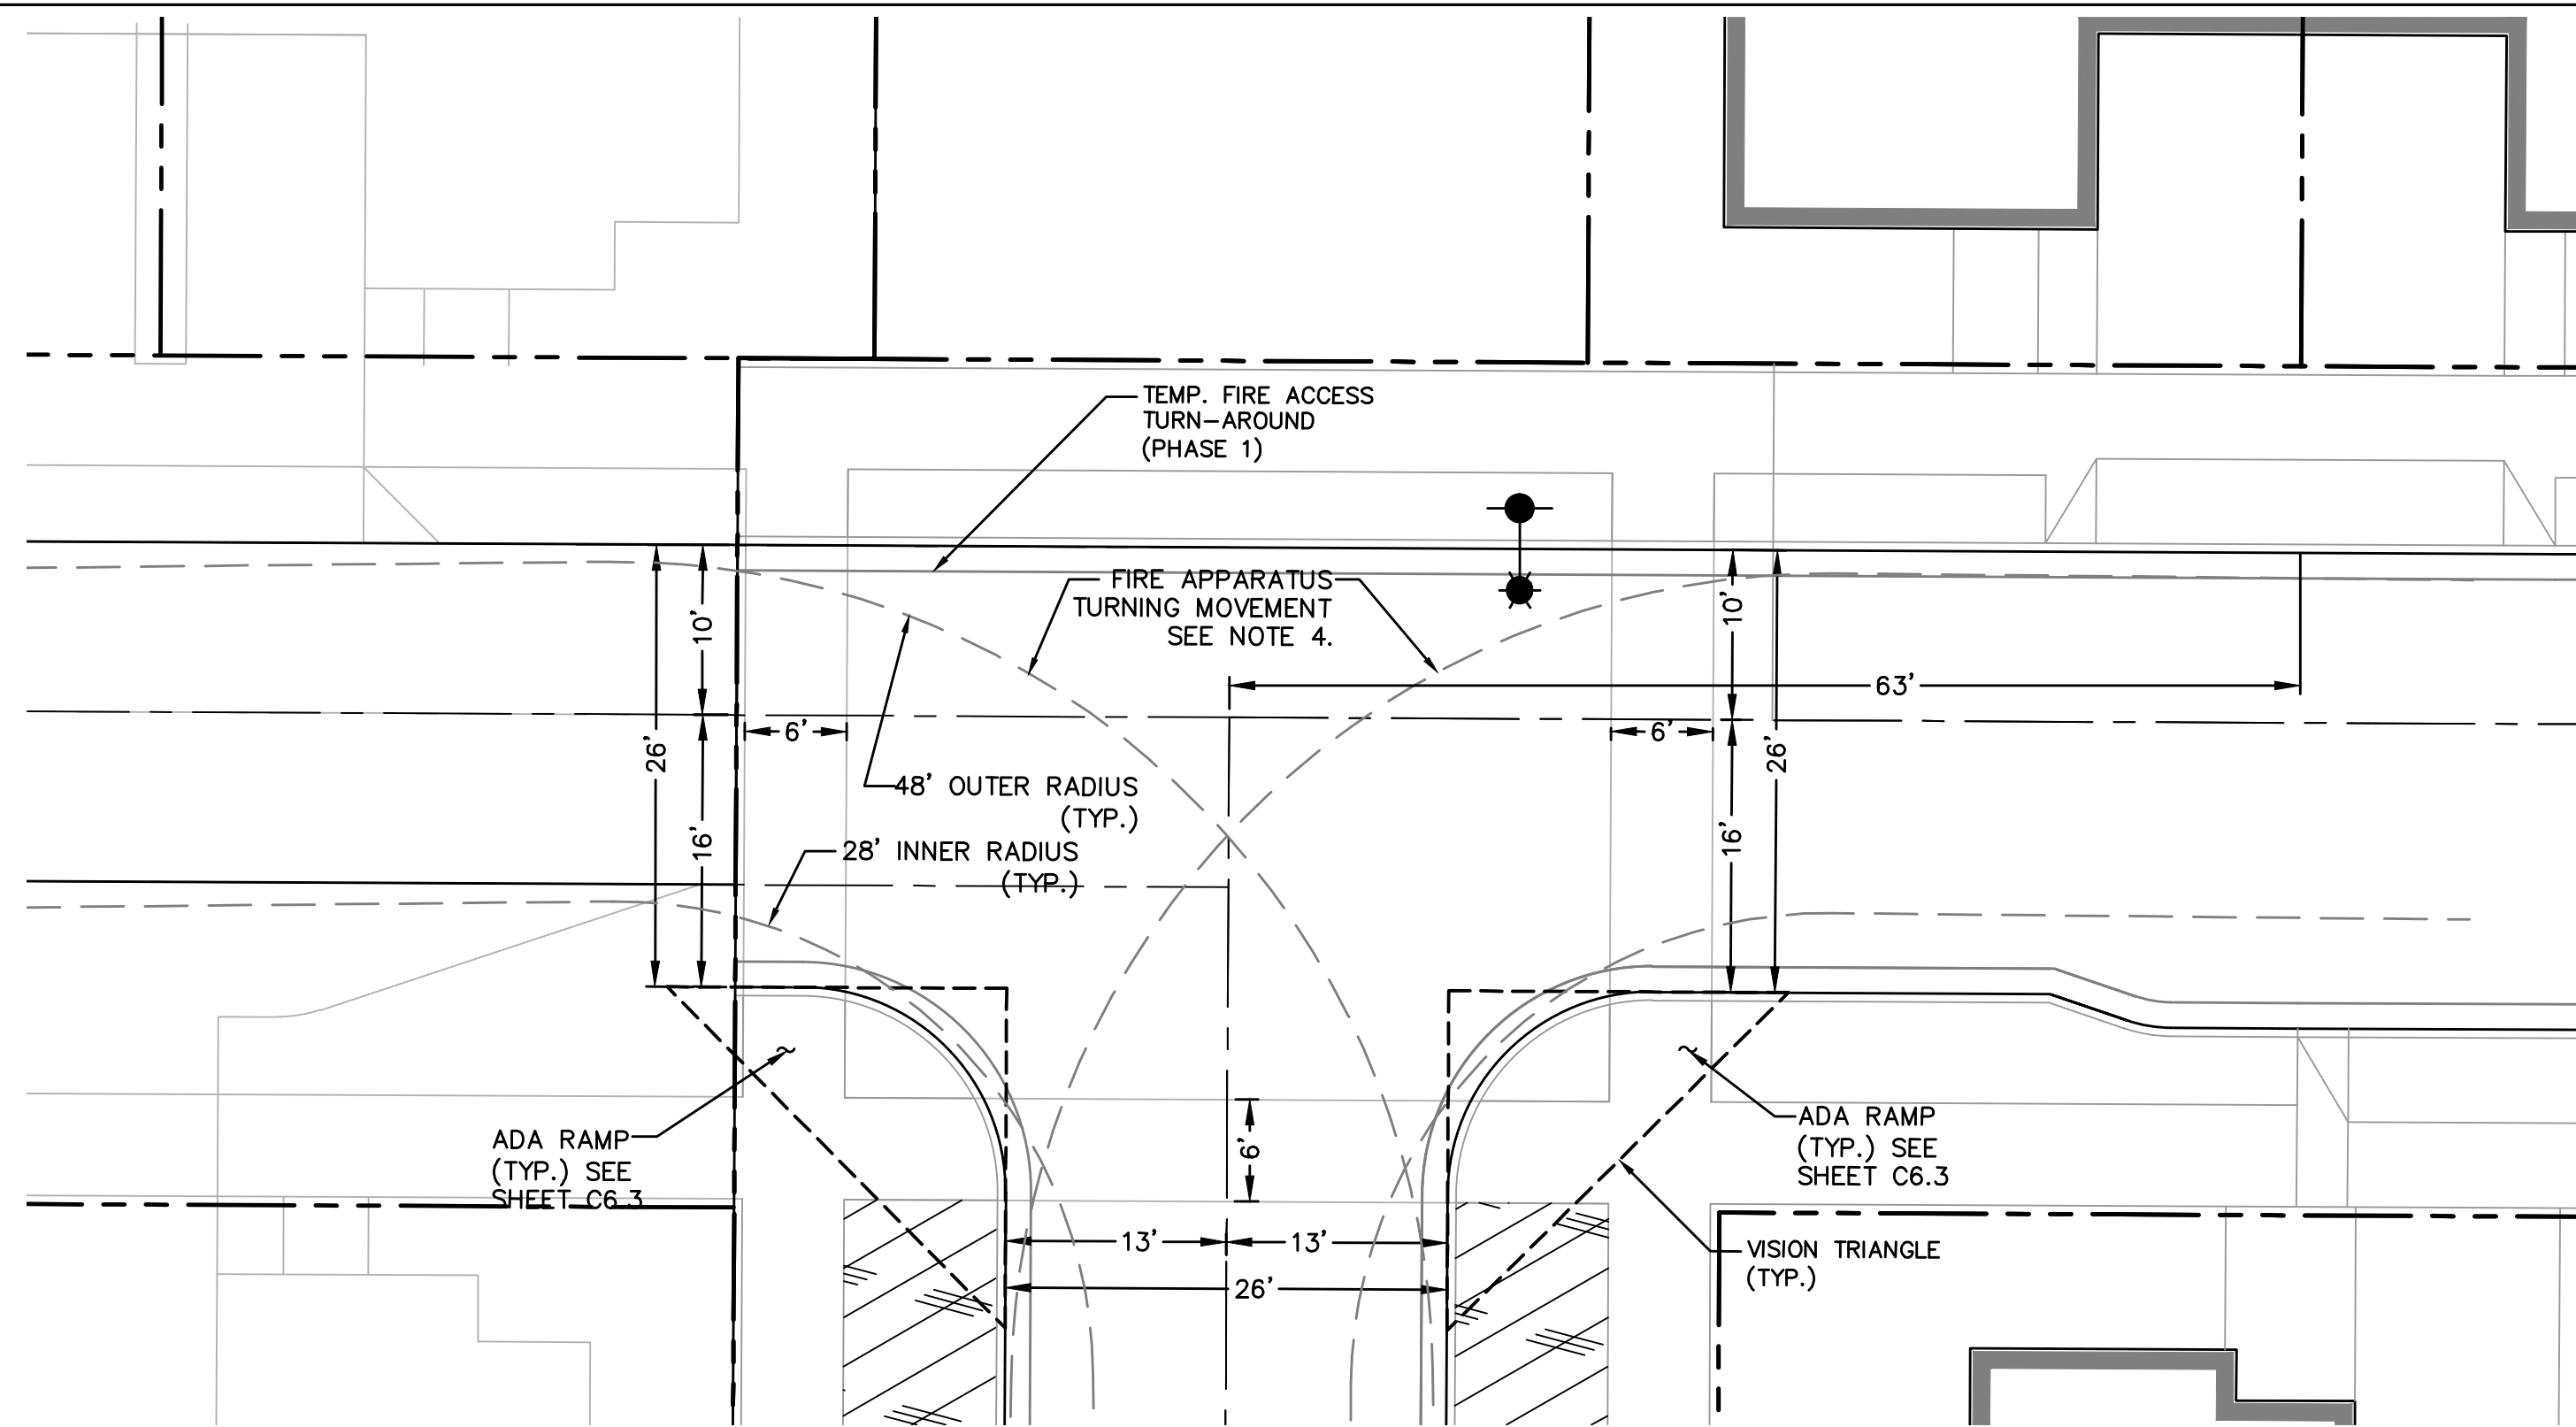 TEMP. FIRE ACCESS
TURN-AROUND
(PHASE 1)
FIRE APPARATUS
TURNING MOVEMENT
SEE NOTE 4.
10'
10'
63'
26'
6'
6'
26'
48' OUTER RADIUS
(TYP.)
16'
28' INNER RADIUS
(TYP.)
16'
ADA RAMP
(TYP.) SEE
SHEET C6.3
6'
ADA RAMP
(TYP.) SEE
SHEET C6.3
13'
13'
VISION TRIANGLE
(TYP.)
26'